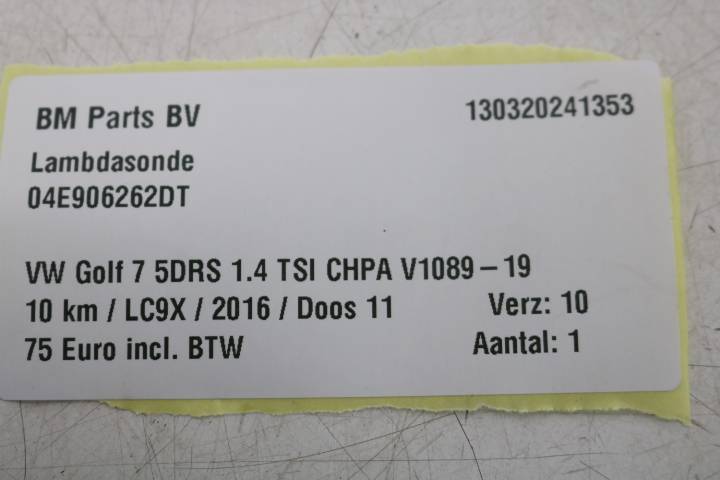 BM Parts BV 130320241353
Lambdasonde
04E906262DT
VW Golf 7 5DRS 1.4 TSI CHPA V1089 – 19
10 km / LC9X / 2016 / Doos 11 Verz: 10
75 Euro incl. BTW Aantal: 1